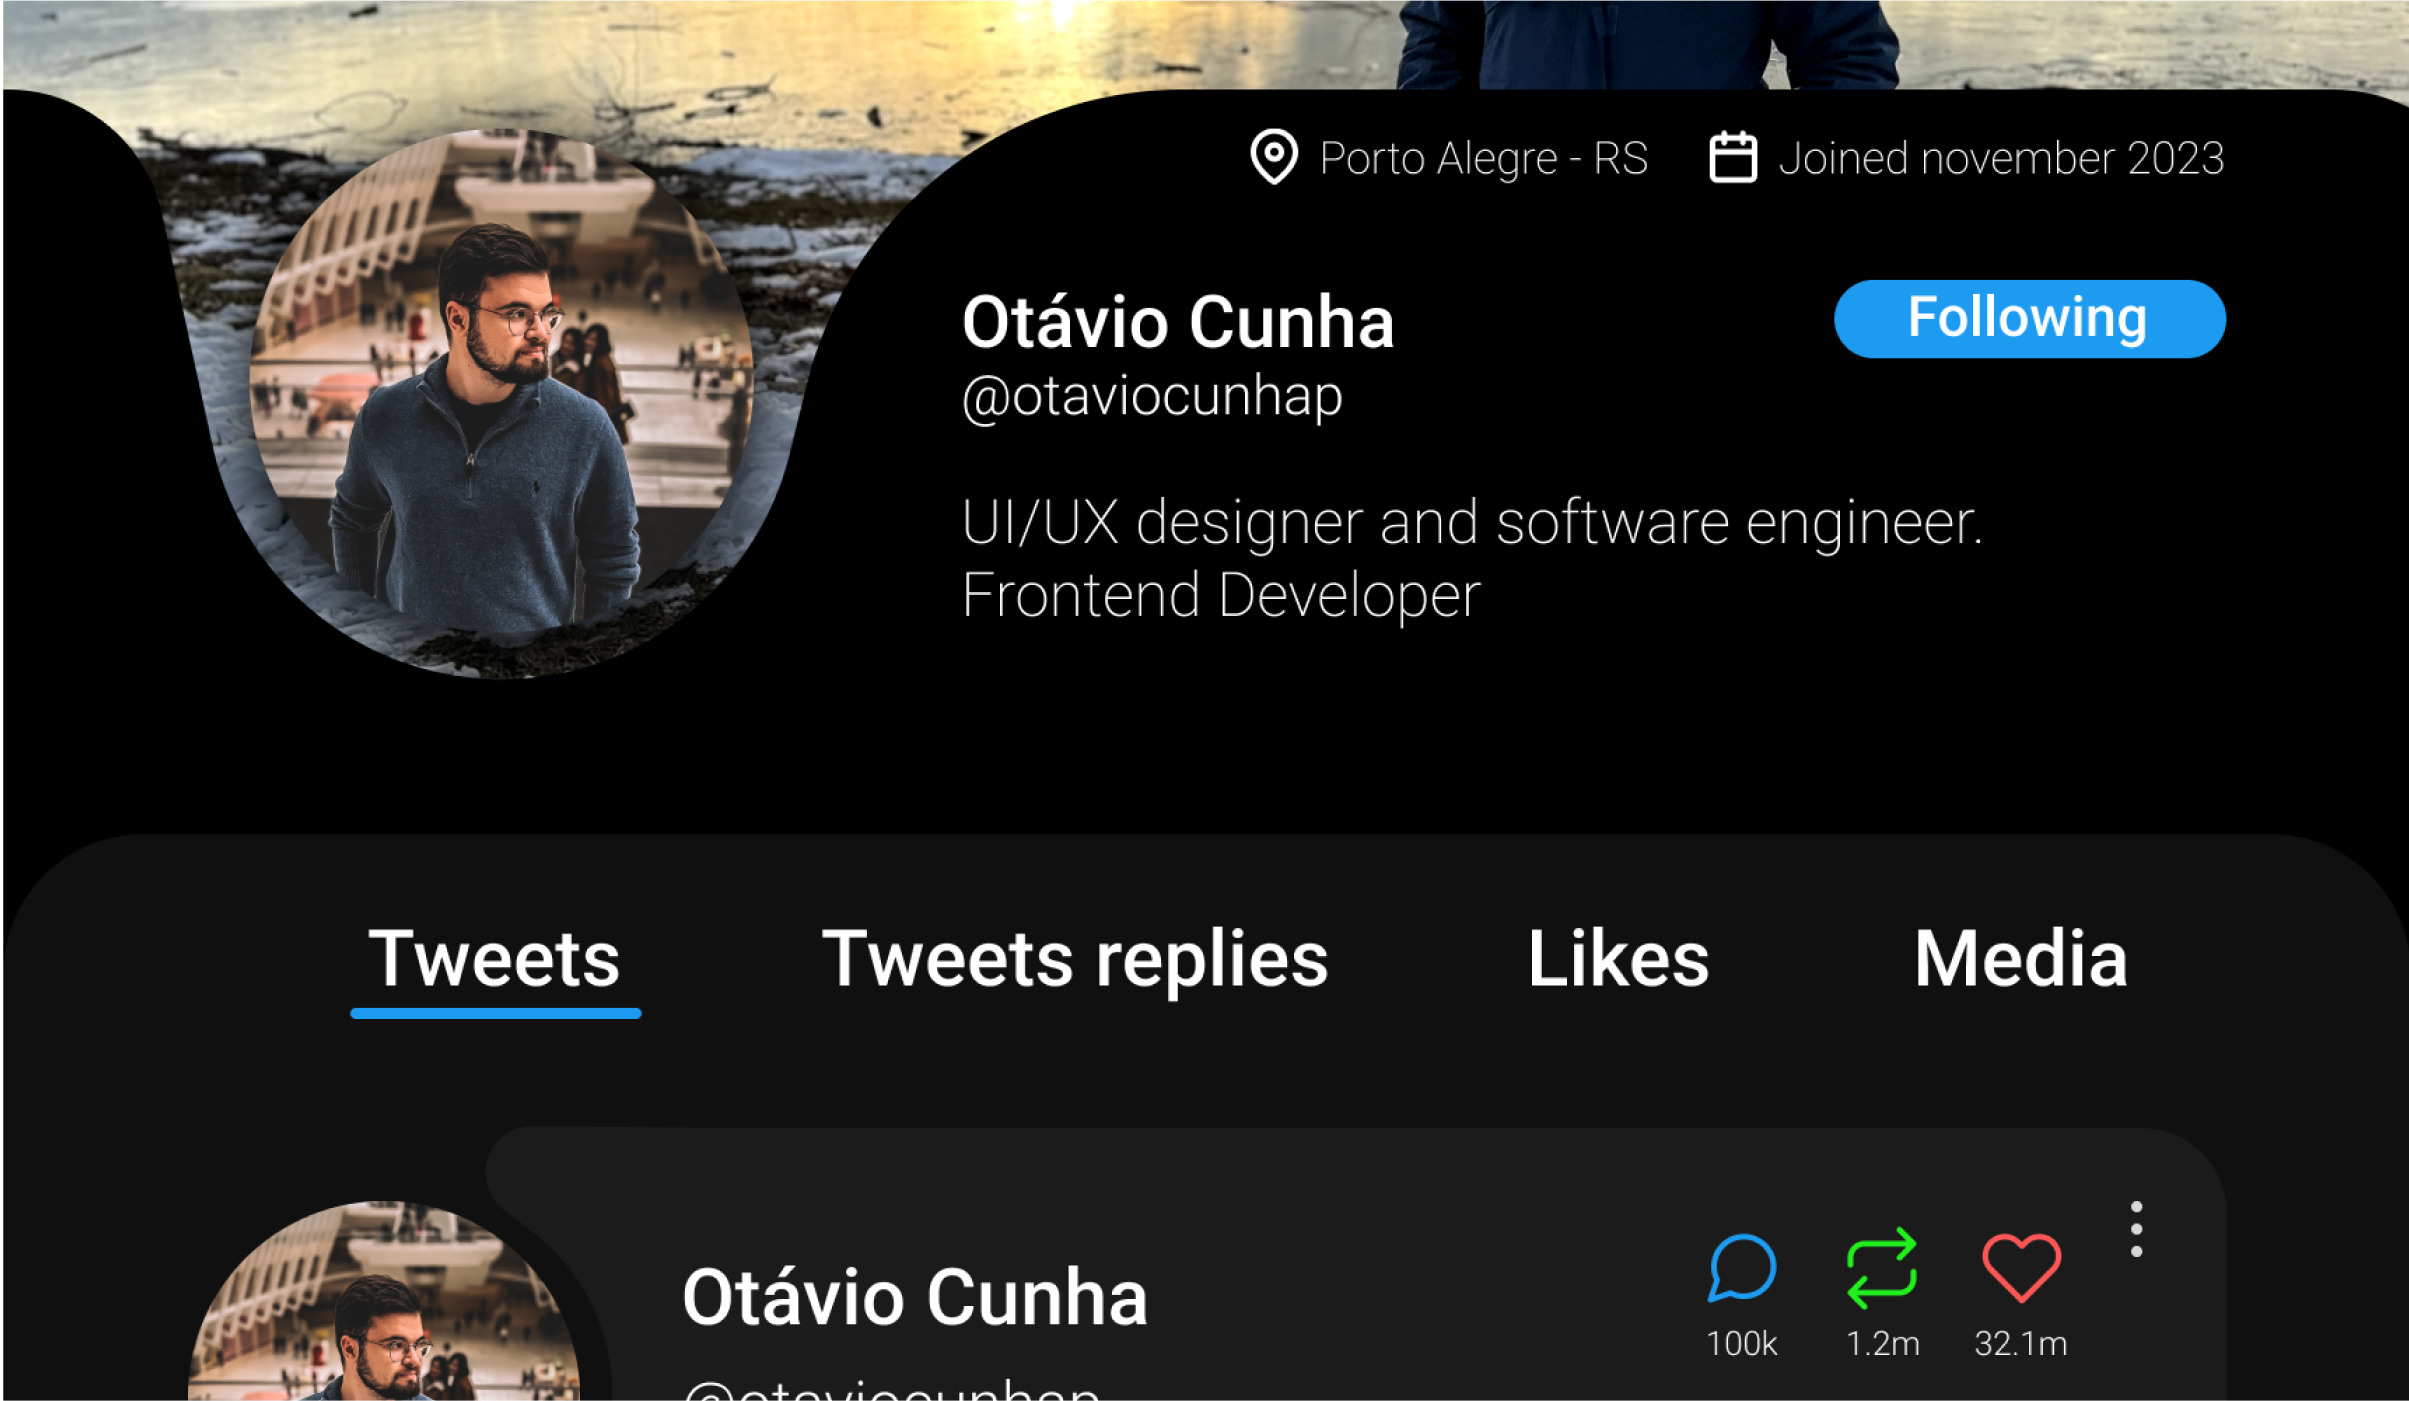 Porto Alegre - RS
Joined november 2023
Otávio Cunha
Following
@otaviocunhap
UI/UX designer and software engineer.
Frontend Developer
Tweets
Tweets replies
Likes
Media
Otávio Cunha
100k
1.2m
32.1m
@otaviocunhap